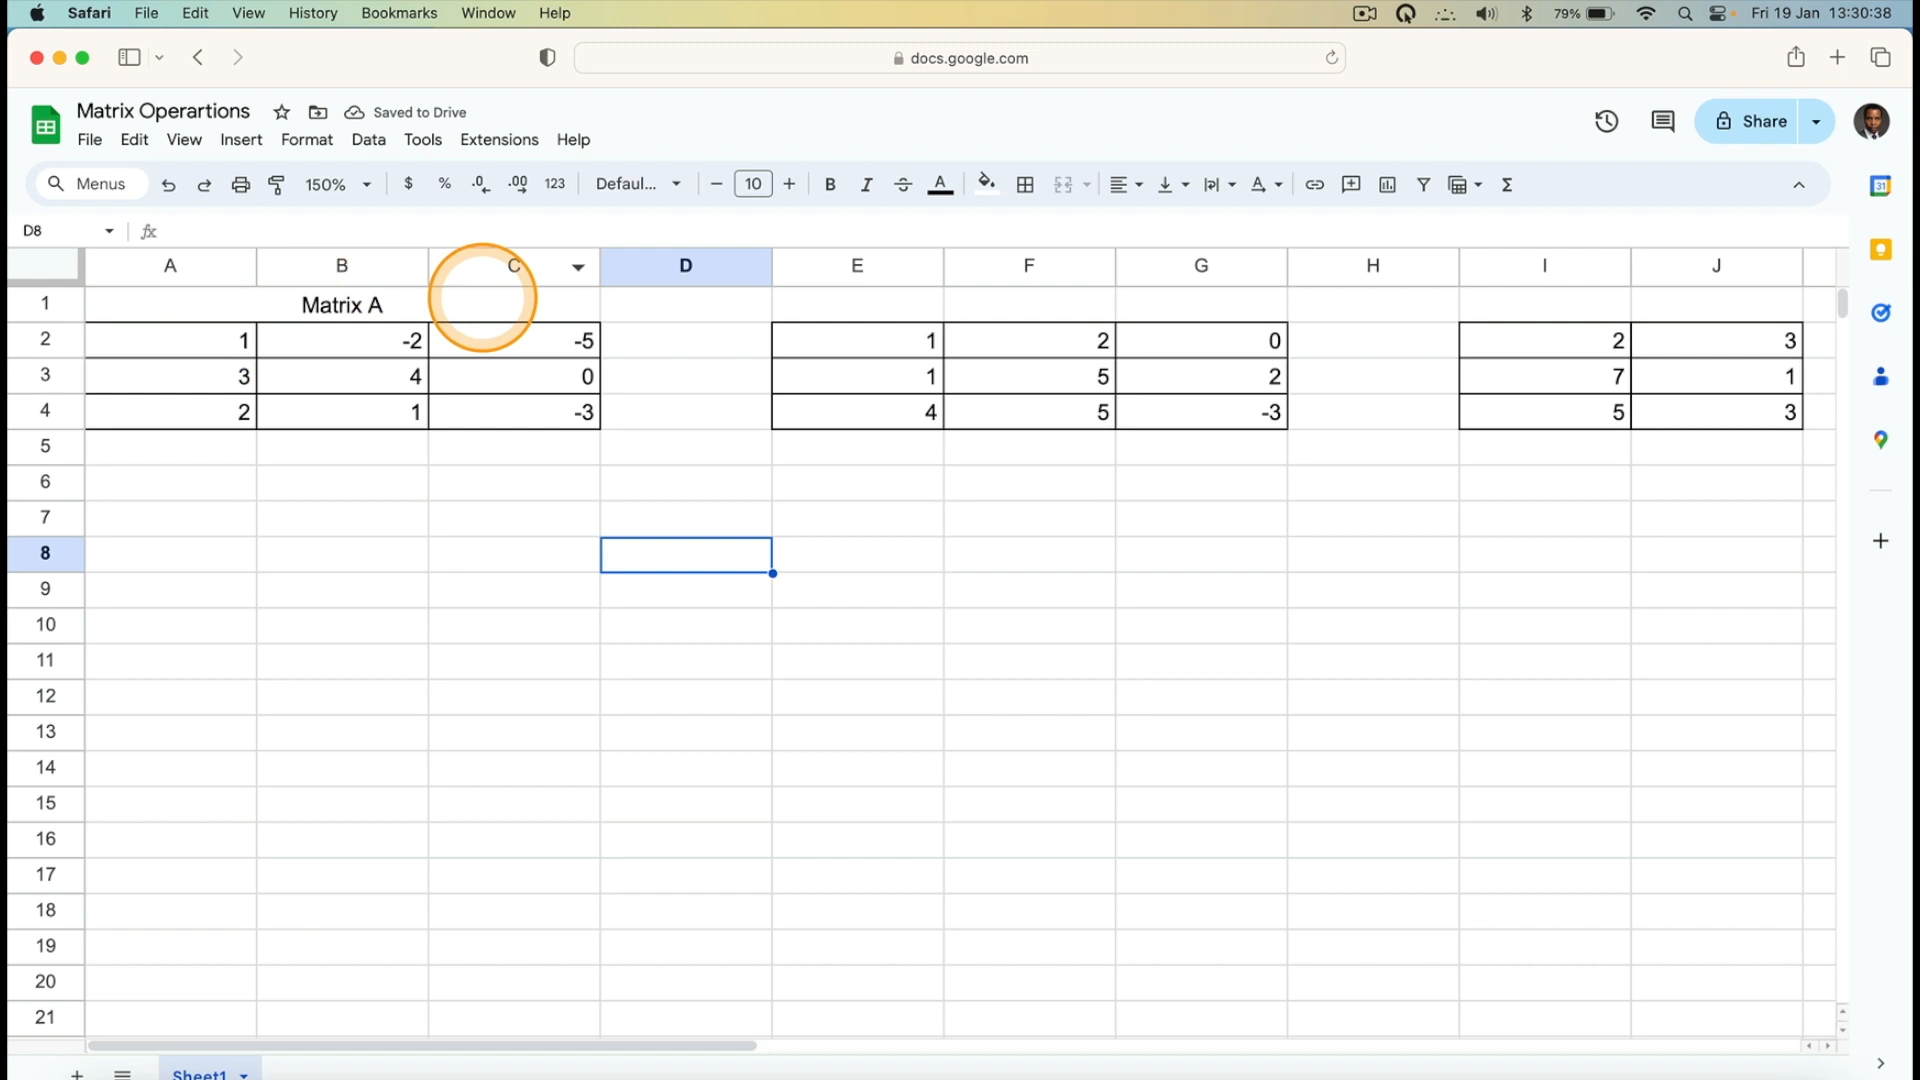 Safari File Edit View History Bookmarks Window Help 79% Fri 19 Jan 13:30:38
docs.google.com
Matrix Operartions Saved to Drive
File Edit View Insert Format Data Tools Extensions Help
Share
Menus 150% $ % .0 .00 123 Defaul... 10 B I S A A Σ
31
D8 fx
A B C D E F G H I J
1 Matrix A
2 1 -2 -5 1 2 0 2 3
3 3 4 0 1 5 2 7 1
4 2 1 -3 4 5 -3 5 3
5
6
7
8
9
10
11
12
13
14
15
16
17
18
19
20
21
Sheet1